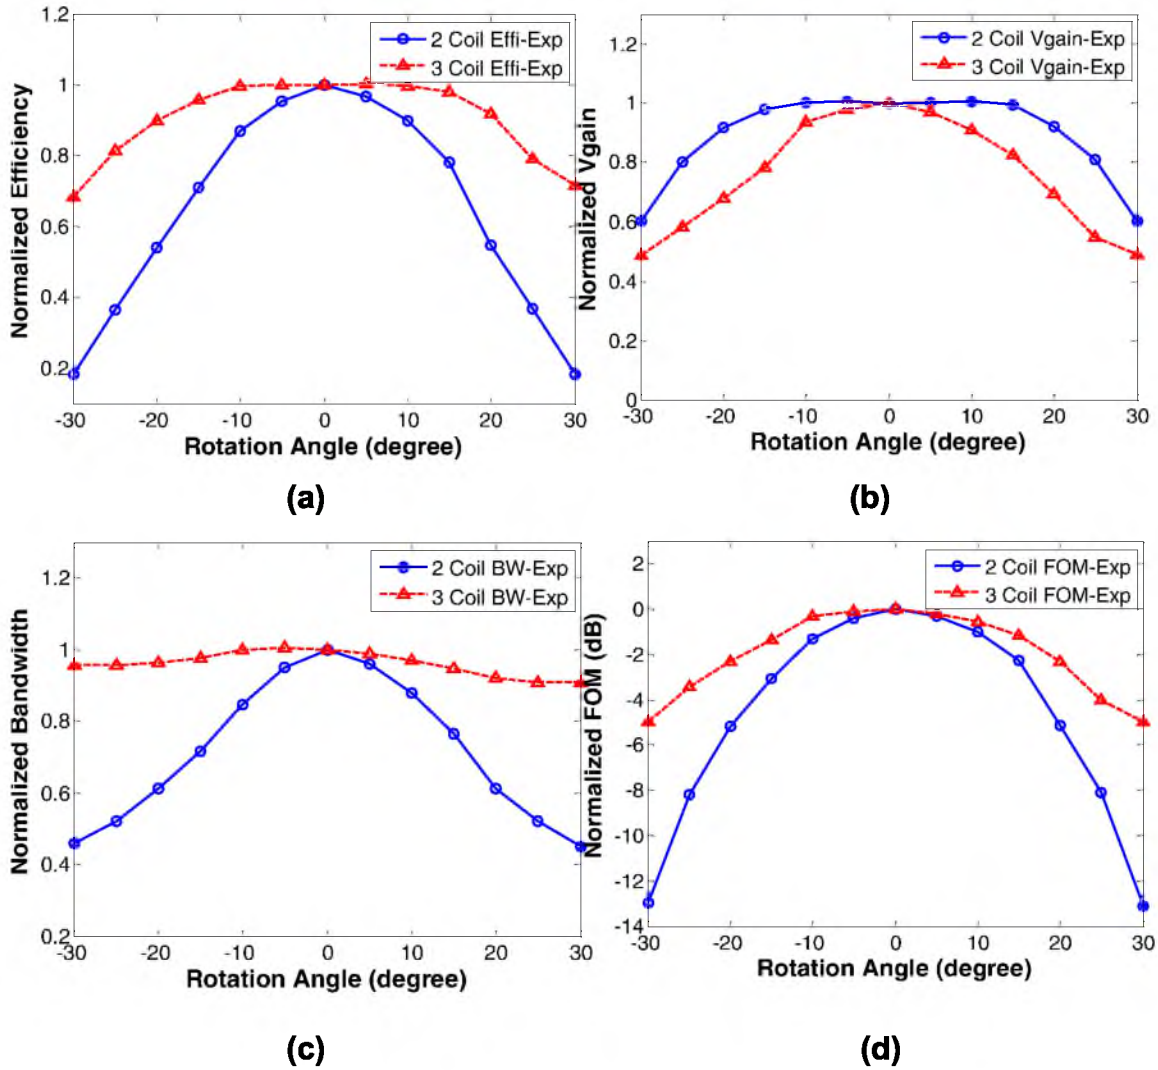 1.2
1
0.8
0.6
0.4
0.2
Normalized Efficiency
2 Coil Effi-Exp
3 Coil Effi-Exp
-30 -20 -10 0 10 20 30
Rotation Angle (degree)
(a)
1.2
1
0.8
0.6
0.4
0.2
0
Normalized Vgain
2 Coil Vgain-Exp
3 Coil Vgain-Exp
-30 -20 -10 0 10 20 30
Rotation Angle (degree)
(b)
1.2
1
0.8
0.6
0.4
0.2
Normalized Bandwidth
2 Coil BW-Exp
3 Coil BW-Exp
-30 -20 -10 0 10 20 30
Rotation Angle (degree)
(c)
2
0
-2
-4
-6
-8
-10
-12
-14
Normalized FOM (dB)
2 Coil FOM-Exp
3 Coil FOM-Exp
-30 -20 -10 0 10 20 30
Rotation Angle (degree)
(d)